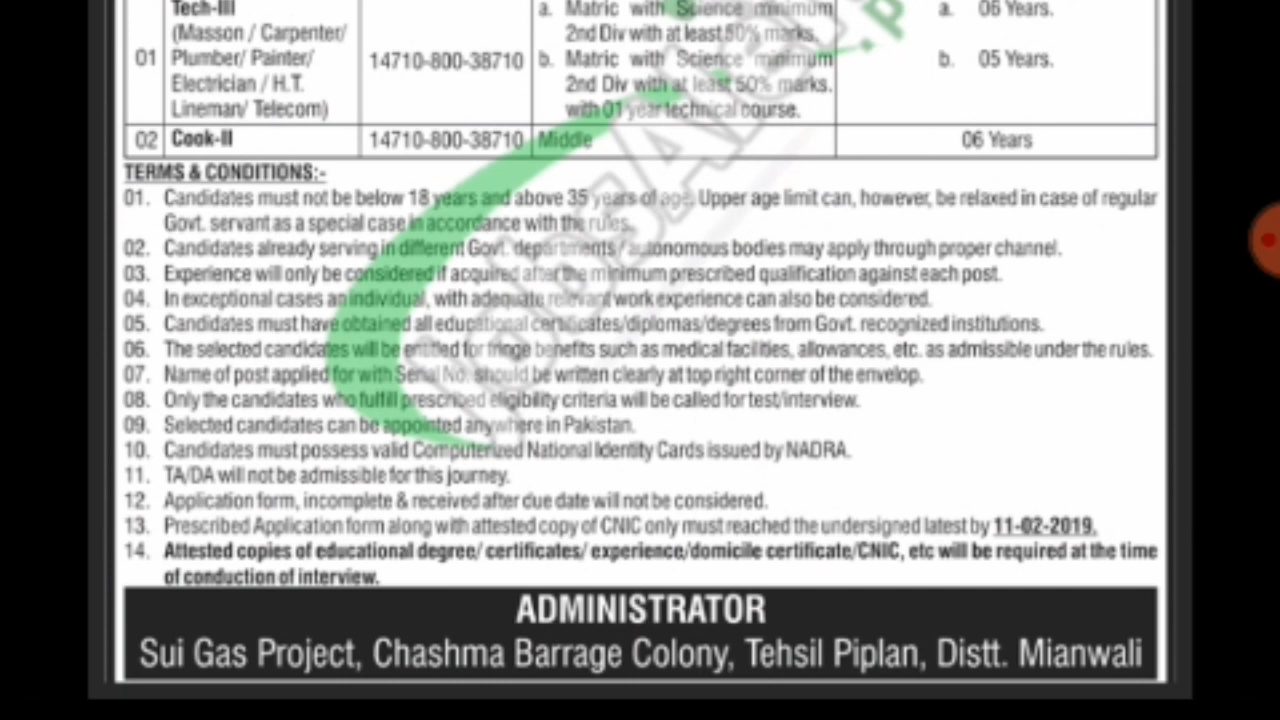 Tech-III a. Matric with Science minimum a. 06 Years.
(Masson / Carpenter/ 2nd Div with at least 50% marks.
01 Plumber/ Painter/ 14710-800-38710 b. Matric with Science minimum b. 05 Years.
Electrician / H.T. 2nd Div with at least 50% marks.
Lineman/ Telecom) with 01 year technical course.
02 Cook-II 14710-800-38710 Middle 06 Years
TERMS & CONDITIONS:-
01. Candidates must not be below 18 years and above 35 years of age. Upper age limit can, however, be relaxed in case of regular
Govt. servant as a special case in accordance with the rules.
02. Candidates already serving in different Govt. departments / autonomous bodies may apply through proper channel.
03. Experience will only be considered if acquired after the minimum prescribed qualification against each post.
04. In exceptional cases an individual, with adequate relevant work experience can also be considered.
05. Candidates must have obtained all educational certificates/diplomas/degrees from Govt. recognized institutions.
06. The selected candidates will be entitled for fringe benefits such as medical facilities, allowances, etc. as admissible under the rules.
07. Name of post applied for with Serial No. should be written clearly at top right corner of the envelop.
08. Only the candidates who fulfill prescribed eligibility criteria will be called for test/interview.
09. Selected candidates can be appointed anywhere in Pakistan.
10. Candidates must possess valid Computerized National Identity Cards issued by NADRA.
11. TA/DA will not be admissible for this journey.
12. Application form, incomplete & received after due date will not be considered.
13. Prescribed Application form along with attested copy of CNIC only must reached the undersigned latest by 11-02-2019.
14. Attested copies of educational degree/ certificates/ experience/domicile certificate/CNIC, etc will be required at the time
of conduction of interview.
ADMINISTRATOR
Sui Gas Project, Chashma Barrage Colony, Tehsil Piplan, Distt. Mianwali